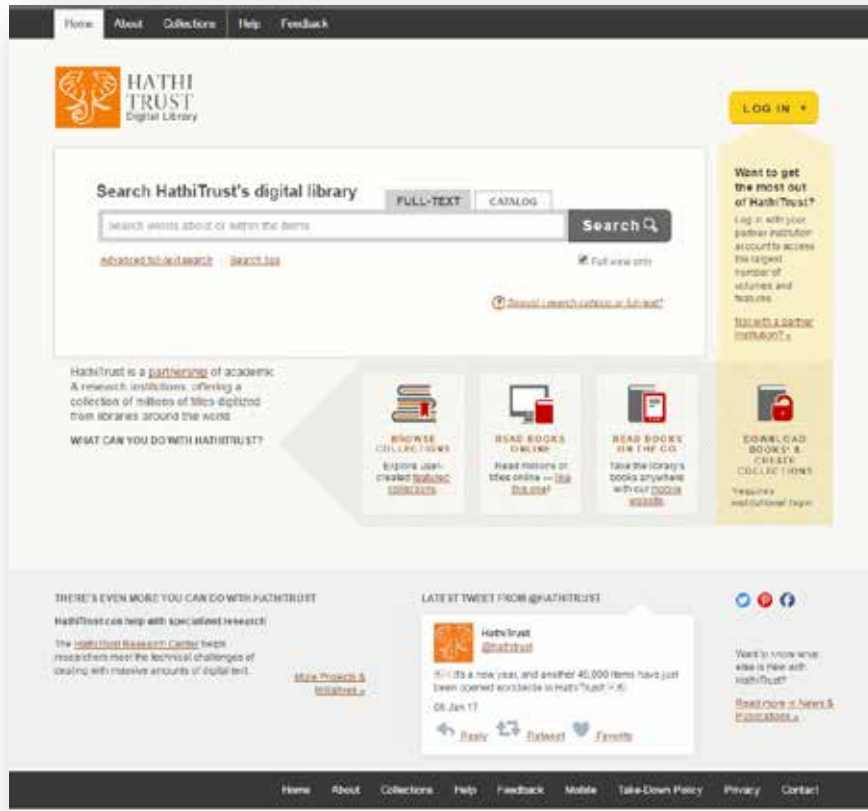 Home About Collections Help Feedback
HATHI
TRUST
Digital Library
LOG IN
Want to get
the most out
of HathiTrust?
Log in with your
partner institution
account to access
the largest
number of
volumes and
features
Not with a partner
institution? »
Search HathiTrust's digital library
FULL-TEXT CATALOG
Search words about or within the items
Search
Advanced full-text search Search tips
Full view only
Should I search catalog or full-text?
HathiTrust is a partnership of academic
& research institutions, offering a
collection of millions of titles digitized
from libraries around the world
WHAT CAN YOU DO WITH HATHITRUST?
BROWSE
COLLECTIONS
Explore user-
created featured
collections.
READ BOOKS
ONLINE
Read millions of
titles online — like
this one!
READ BOOKS
ON THE GO
Take the library's
books anywhere
with our mobile
website.
DOWNLOAD
BOOKS* &
CREATE
COLLECTIONS
*requires
institutional login
THERE'S EVEN MORE YOU CAN DO WITH HATHITRUST
HathiTrust can help with specialized research
The HathiTrust Research Center helps
researchers meet the technical challenges of
dealing with massive amounts of digital text.
More Projects &
Initiatives »
LATEST TWEET FROM @HATHITRUST
HathiTrust
@hathitrust
It's a new year, and another 40,000 items have just
been opened worldwide in HathiTrust
Jan 17
Reply Retweet Favorite
Want to know what
else is new with
HathiTrust?
Read more in News &
Publications »
Home About Collections Help Feedback Mobile Take-Down Policy Privacy Contact